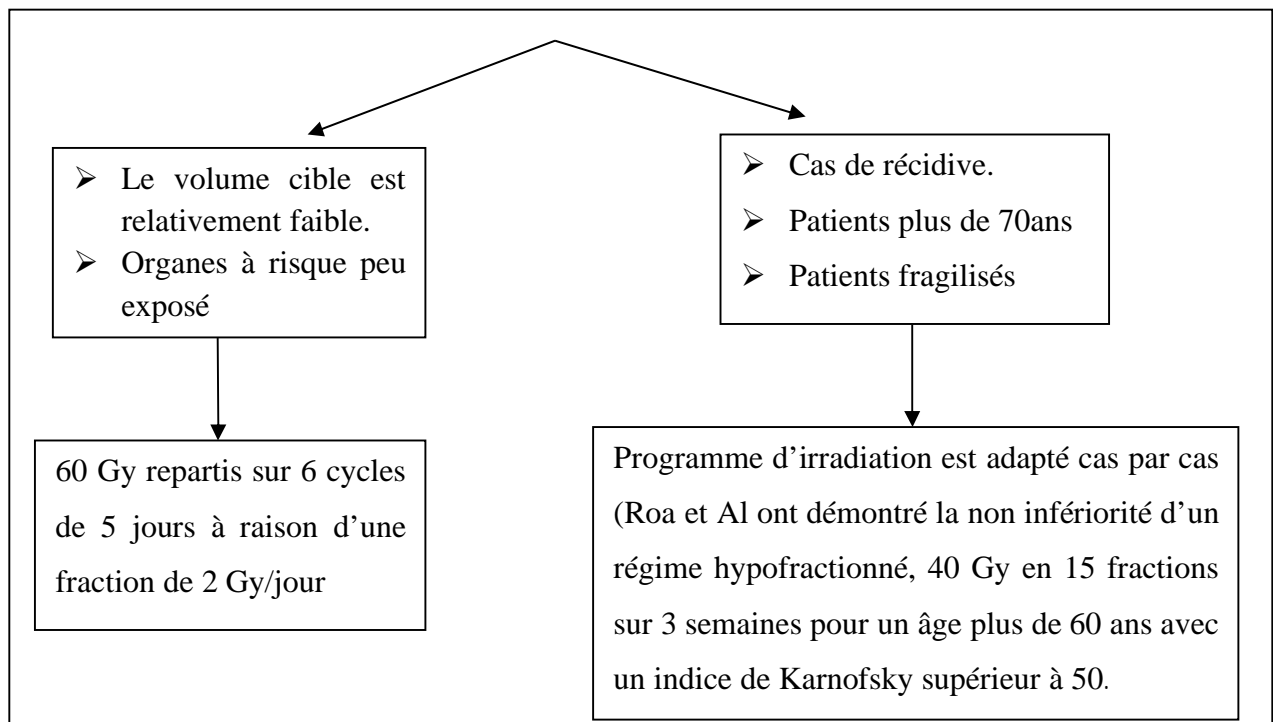 ➢ Le volume cible est
relativement faible.
➢ Organes à risque peu
exposé
➢ Cas de récidive.
➢ Patients plus de 70ans
➢ Patients fragilisés
60 Gy repartis sur 6 cycles
de 5 jours à raison d’une
fraction de 2 Gy/jour
Programme d’irradiation est adapté cas par cas
(Roa et Al ont démontré la non infériorité d’un
régime hypofractionné, 40 Gy en 15 fractions
sur 3 semaines pour un âge plus de 60 ans avec
un indice de Karnofsky supérieur à 50.